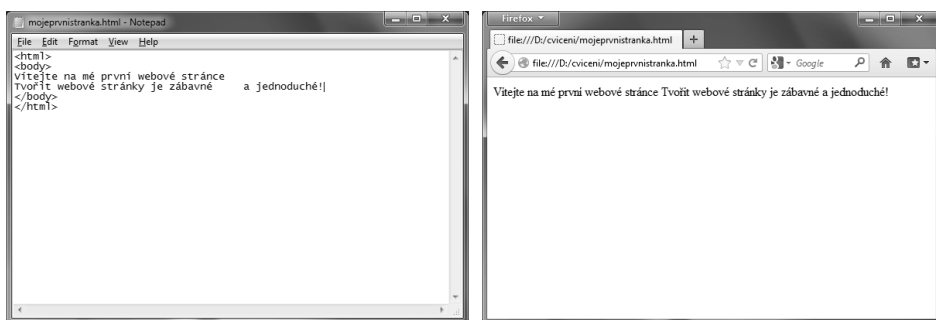 mojeprvnistranka.html - Notepad
File Edit Format View Help
<html>
<body>
Vítejte na mé první webové stránce
Tvořit webové stránky je zábavné     a jednoduché!
</body>
</html>
Firefox
file:///D:/cviceni/mojeprvnistranka.html
file:///D:/cviceni/mojeprvnistranka.html
Google
Vítejte na mé první webové stránce Tvořit webové stránky je zábavné a jednoduché!